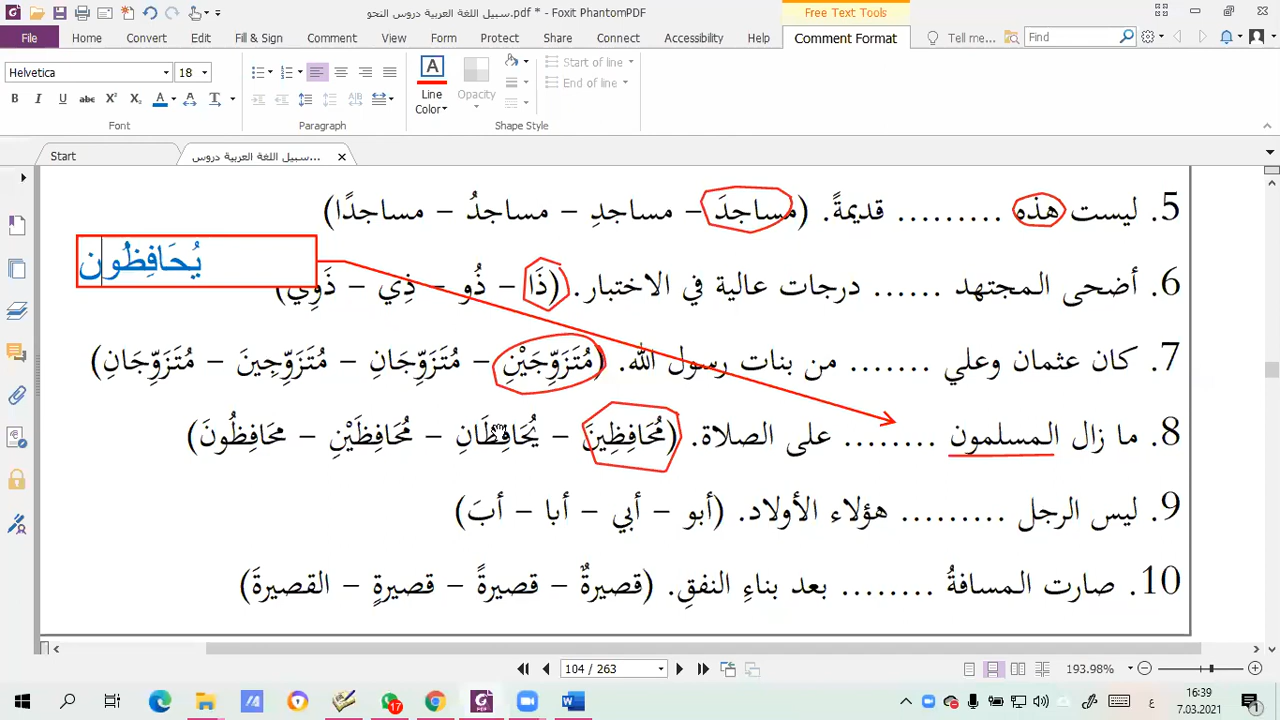 سبيل اللغة العربية دروس النحو.pdf * - Foxit PhantomPDF
Free Text Tools
File Home Convert Edit Fill & Sign Comment View Form Protect Share Connect Accessibility Help Comment Format Tell me... Find
Helvetica 18
Line Color
Opacity
Start of line
End of line
Font Paragraph Shape Style
Start سبيل اللغة العربية دروس...
5. ليست هذه ......... قديمةً. (مساجدَ – مساجدِ – مساجدُ – مساجدًا)
يُحَافِظُون
6. أضحى المجتهد ...... درجات عالية في الاختبار. (ذَا – ذُو – ذِي – ذَوِي)
7. كان عثمان وعلي ....... من بنات رسول الله. (مُتَزَوِّجَيْنِ – مُتَزَوِّجَانِ – مُتَزَوِّجِينَ – مُتَزَوِّجَانِ)
8. ما زال المسلمون ........ على الصلاة. (مُحَافِظِينَ – يُحَافِظَانِ – مُحَافِظَيْنِ – محَافِظُونَ)
9. ليس الرجل ......... هؤلاء الأولاد. (أبو – أبي – أبا – أبَ)
10. صارت المسافةُ ........ بعد بناءِ النفقِ. (قصيرةٌ – قصيرةً – قصيرةٍ – القصيرةَ)
104 / 263
193.98%
17
ع
16:39
7.03.2021
1